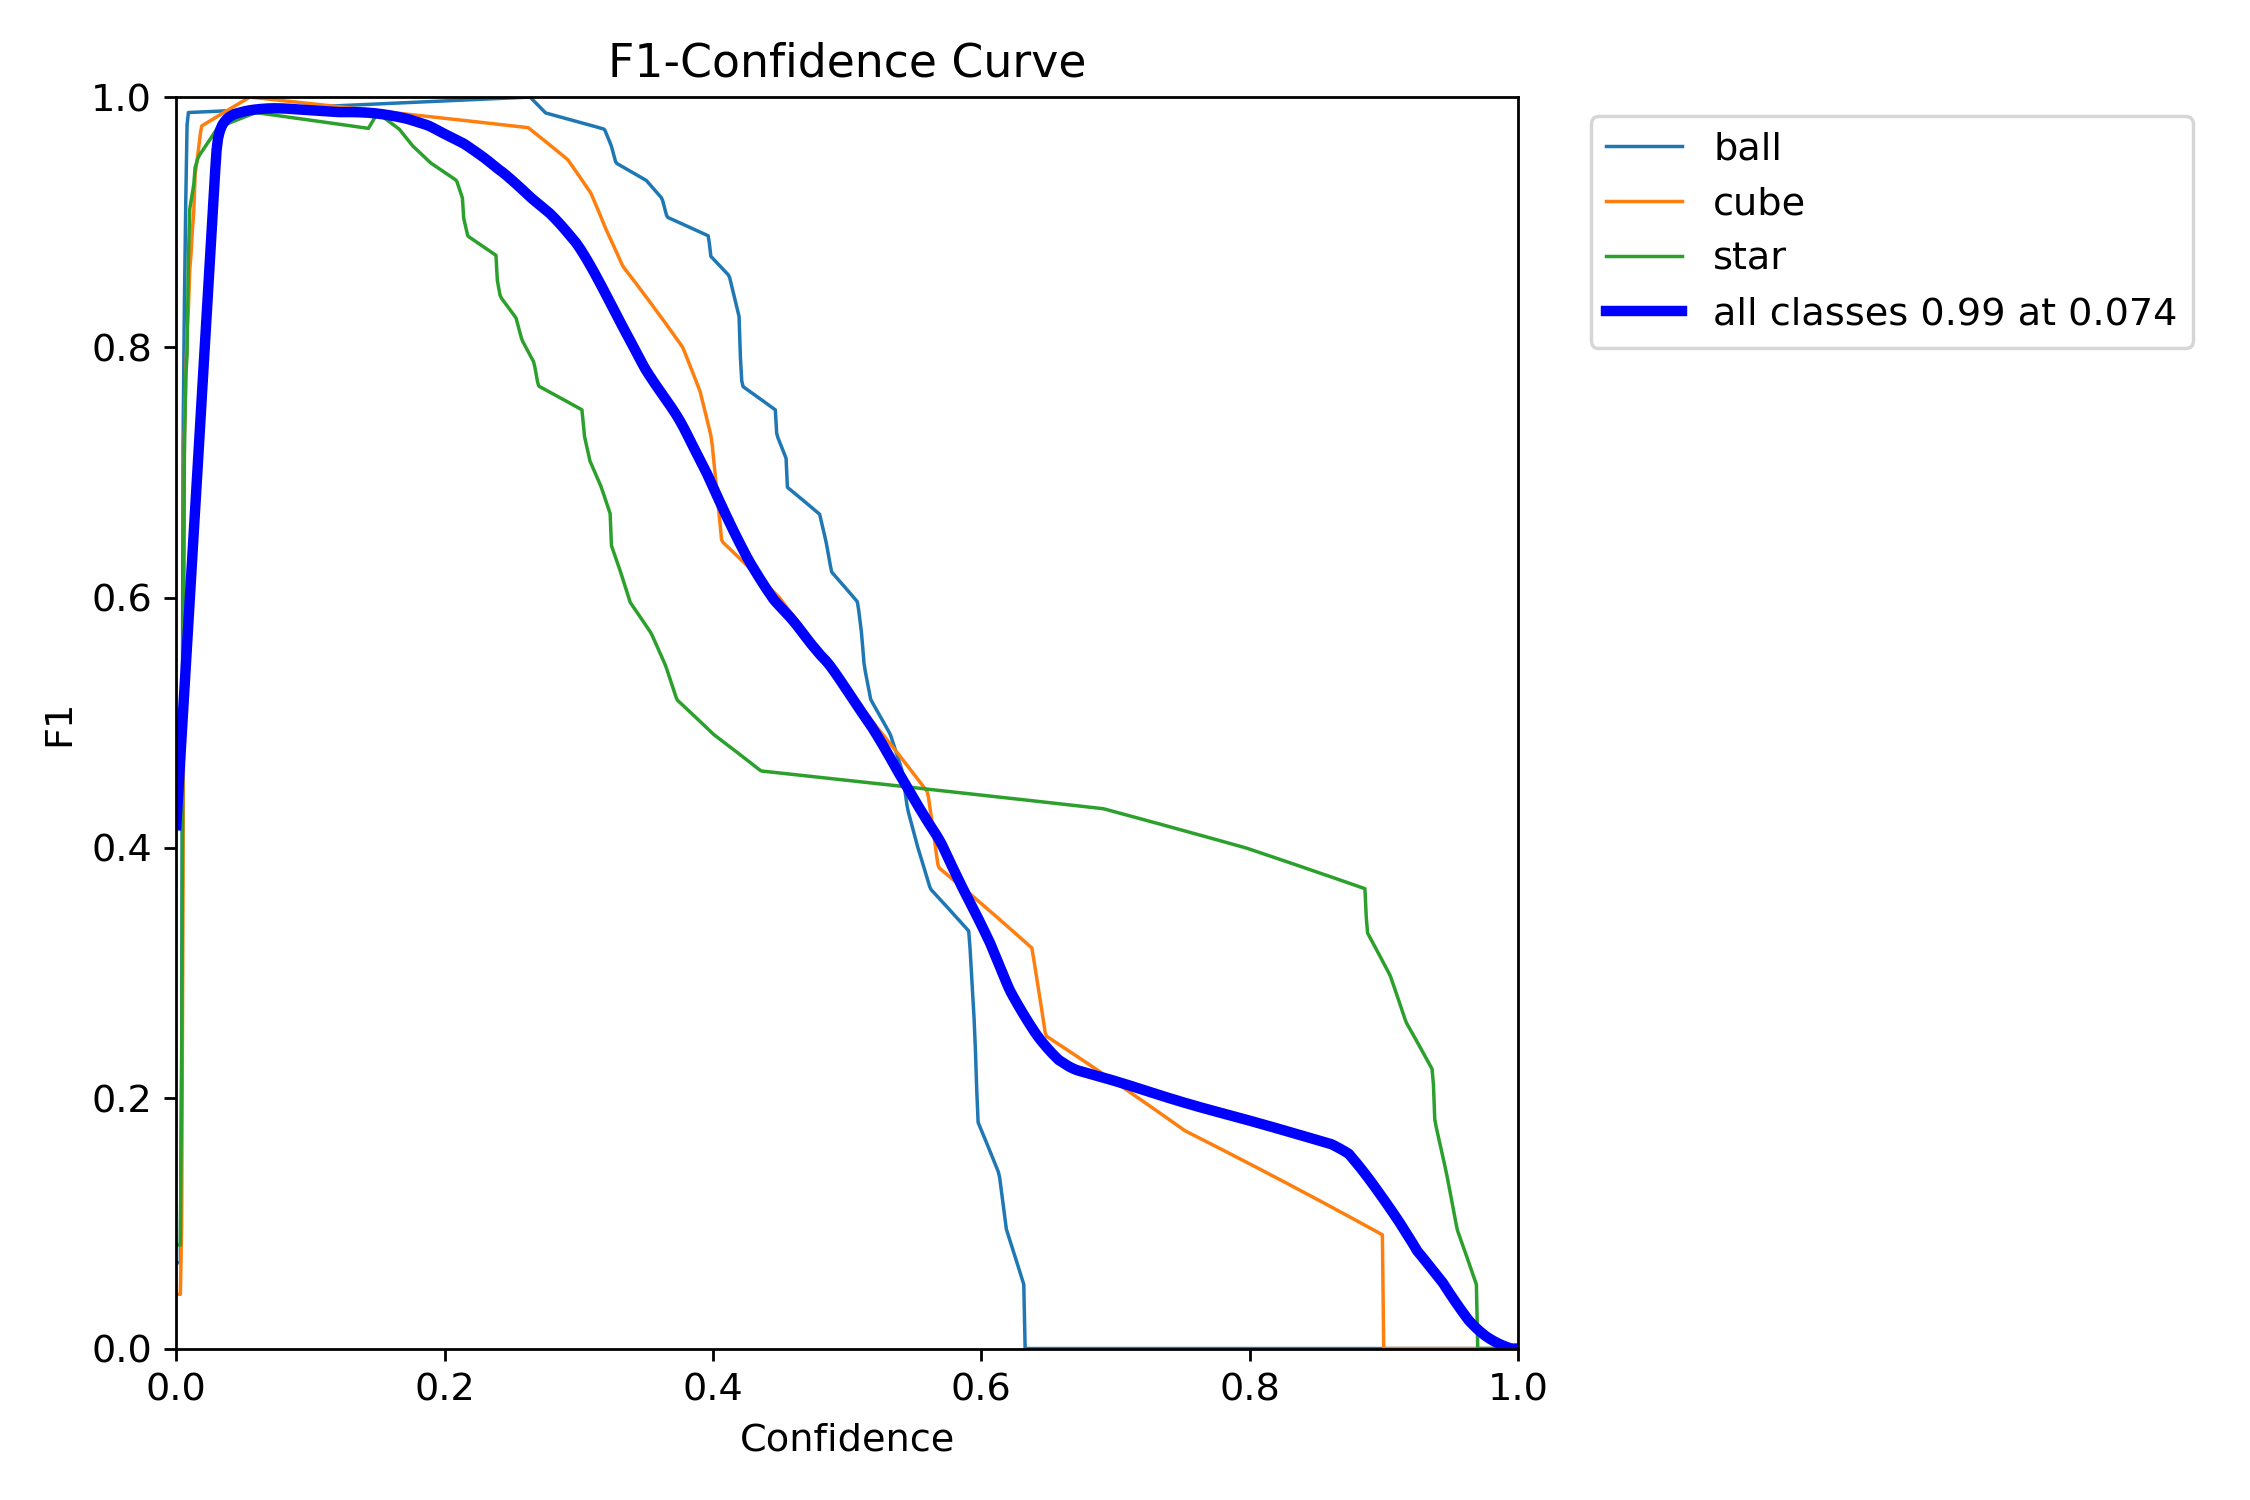 F1-Confidence Curve
1.0
0.8
0.6
0.4
0.2
0.0
F1
0.0 0.2 0.4 0.6 0.8 1.0
Confidence
ball
cube
star
all classes 0.99 at 0.074